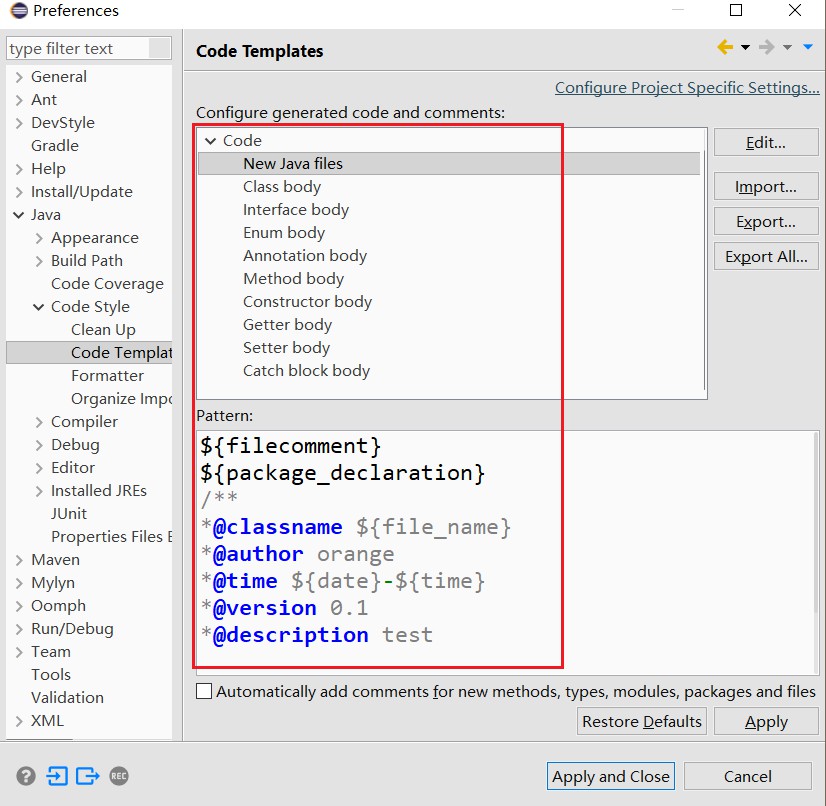 Preferences
type filter text
General
Ant
DevStyle
Gradle
Help
Install/Update
Java
Appearance
Build Path
Code Coverage
Code Style
Clean Up
Code Templat
Formatter
Organize Impo
Compiler
Debug
Editor
Installed JREs
JUnit
Properties Files E
Maven
Mylyn
Oomph
Run/Debug
Team
Tools
Validation
XML
Code Templates
Configure Project Specific Settings...
Configure generated code and comments:
Code
New Java files
Class body
Interface body
Enum body
Annotation body
Method body
Constructor body
Getter body
Setter body
Catch block body
Edit...
Import...
Export...
Export All...
Pattern:
${filecomment}
${package_declaration}
/**
*@classname ${file_name}
*@author orange
*@time ${date}-${time}
*@version 0.1
*@description test
Automatically add comments for new methods, types, modules, packages and files
Restore Defaults
Apply
?
REC
Apply and Close
Cancel